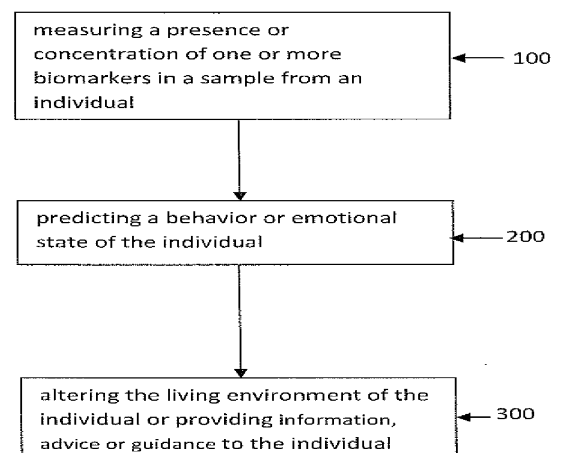 measuring a presence or
concentration of one or more
biomarkers in a sample from an
individual
100
predicting a behavior or emotional
state of the individual
200
altering the living environment of the
individual or providing information,
advice or guidance to the individual
300